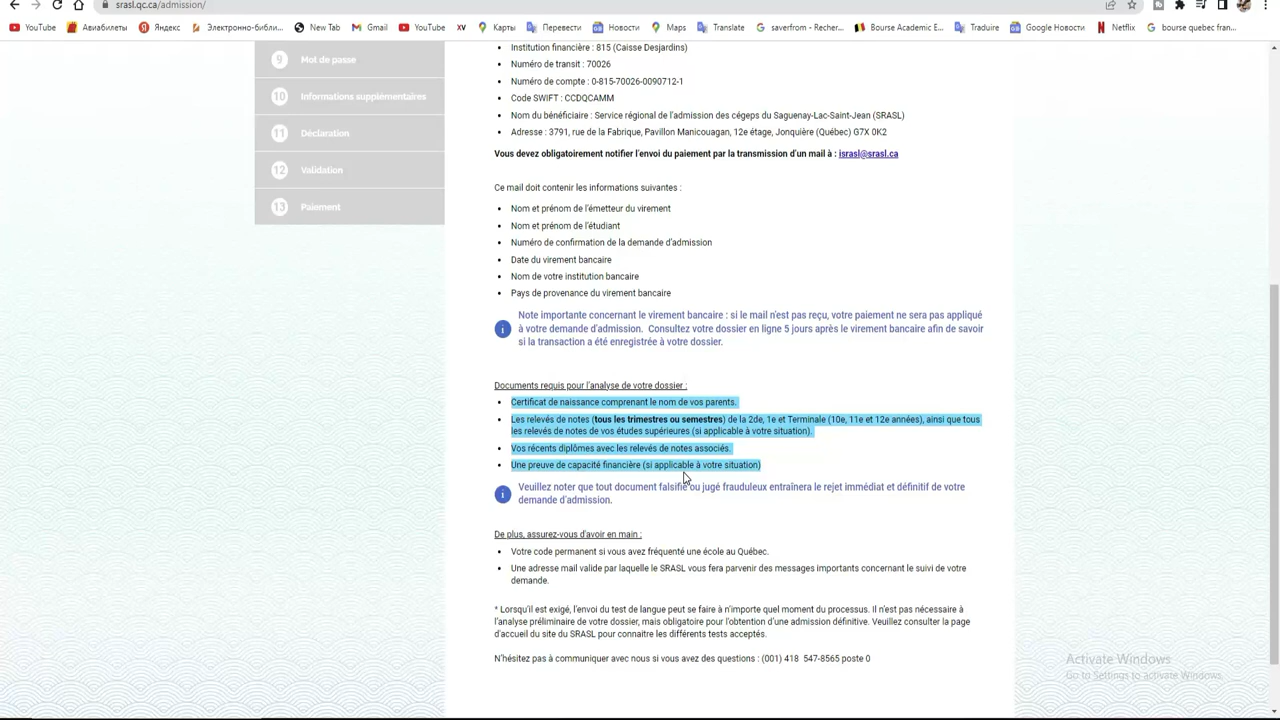 srasl.qc.ca/admission/
YouTube
Авиабилеты
Яндекс
Электронно-библи...
New Tab
Gmail
YouTube
XV
Карты
Перевести
Новости
Maps
Translate
saverfrom - Recher...
Bourse Academic E...
Traduire
Google Новости
Netflix
bourse quebec fran...
9 Mot de passe
10 Informations supplémentaires
11 Déclaration
12 Validation
13 Paiement
• Institution financière : 815 (Caisse Desjardins)
• Numéro de transit : 70026
• Numéro de compte : 0-815-70026-0090712-1
• Code SWIFT : CCDQCAMM
• Nom du bénéficiaire : Service régional de l'admission des cégeps du Saguenay-Lac-Saint-Jean (SRASL)
• Adresse : 3791, rue de la Fabrique, Pavillon Manicouagan, 12e étage, Jonquière (Québec) G7X 0K2
Vous devez obligatoirement notifier l'envoi du paiement par la transmission d'un mail à : israsl@srasl.ca
Ce mail doit contenir les informations suivantes :
• Nom et prénom de l'émetteur du virement
• Nom et prénom de l'étudiant
• Numéro de confirmation de la demande d'admission
• Date du virement bancaire
• Nom de votre institution bancaire
• Pays de provenance du virement bancaire
Note importante concernant le virement bancaire : si le mail n'est pas reçu, votre paiement ne sera pas appliqué
à votre demande d'admission. Consultez votre dossier en ligne 5 jours après le virement bancaire afin de savoir
si la transaction a été enregistrée à votre dossier.
Documents requis pour l'analyse de votre dossier :
• Certificat de naissance comprenant le nom de vos parents.
• Les relevés de notes (tous les trimestres ou semestres) de la 2de, 1e et Terminale (10e, 11e et 12e années), ainsi que tous
les relevés de notes de vos études supérieures (si applicable à votre situation).
• Vos récents diplômes avec les relevés de notes associés.
• Une preuve de capacité financière (si applicable à votre situation)
Veuillez noter que tout document falsifié ou jugé frauduleux entraînera le rejet immédiat et définitif de votre
demande d'admission.
De plus, assurez-vous d'avoir en main :
• Votre code permanent si vous avez fréquenté une école au Québec.
• Une adresse mail valide par laquelle le SRASL vous fera parvenir des messages importants concernant le suivi de votre
demande.
* Lorsqu'il est exigé, l'envoi du test de langue peut se faire à n'importe quel moment du processus. Il n'est pas nécessaire à
l'analyse préliminaire de votre dossier, mais obligatoire pour l'obtention d'une admission définitive. Veuillez consulter la page
d'accueil du site du SRASL pour connaître les différents tests acceptés.
N'hésitez pas à communiquer avec nous si vous avez des questions : (001) 418 547-8565 poste 0
Activate Windows
Go to Settings to activate Windows.